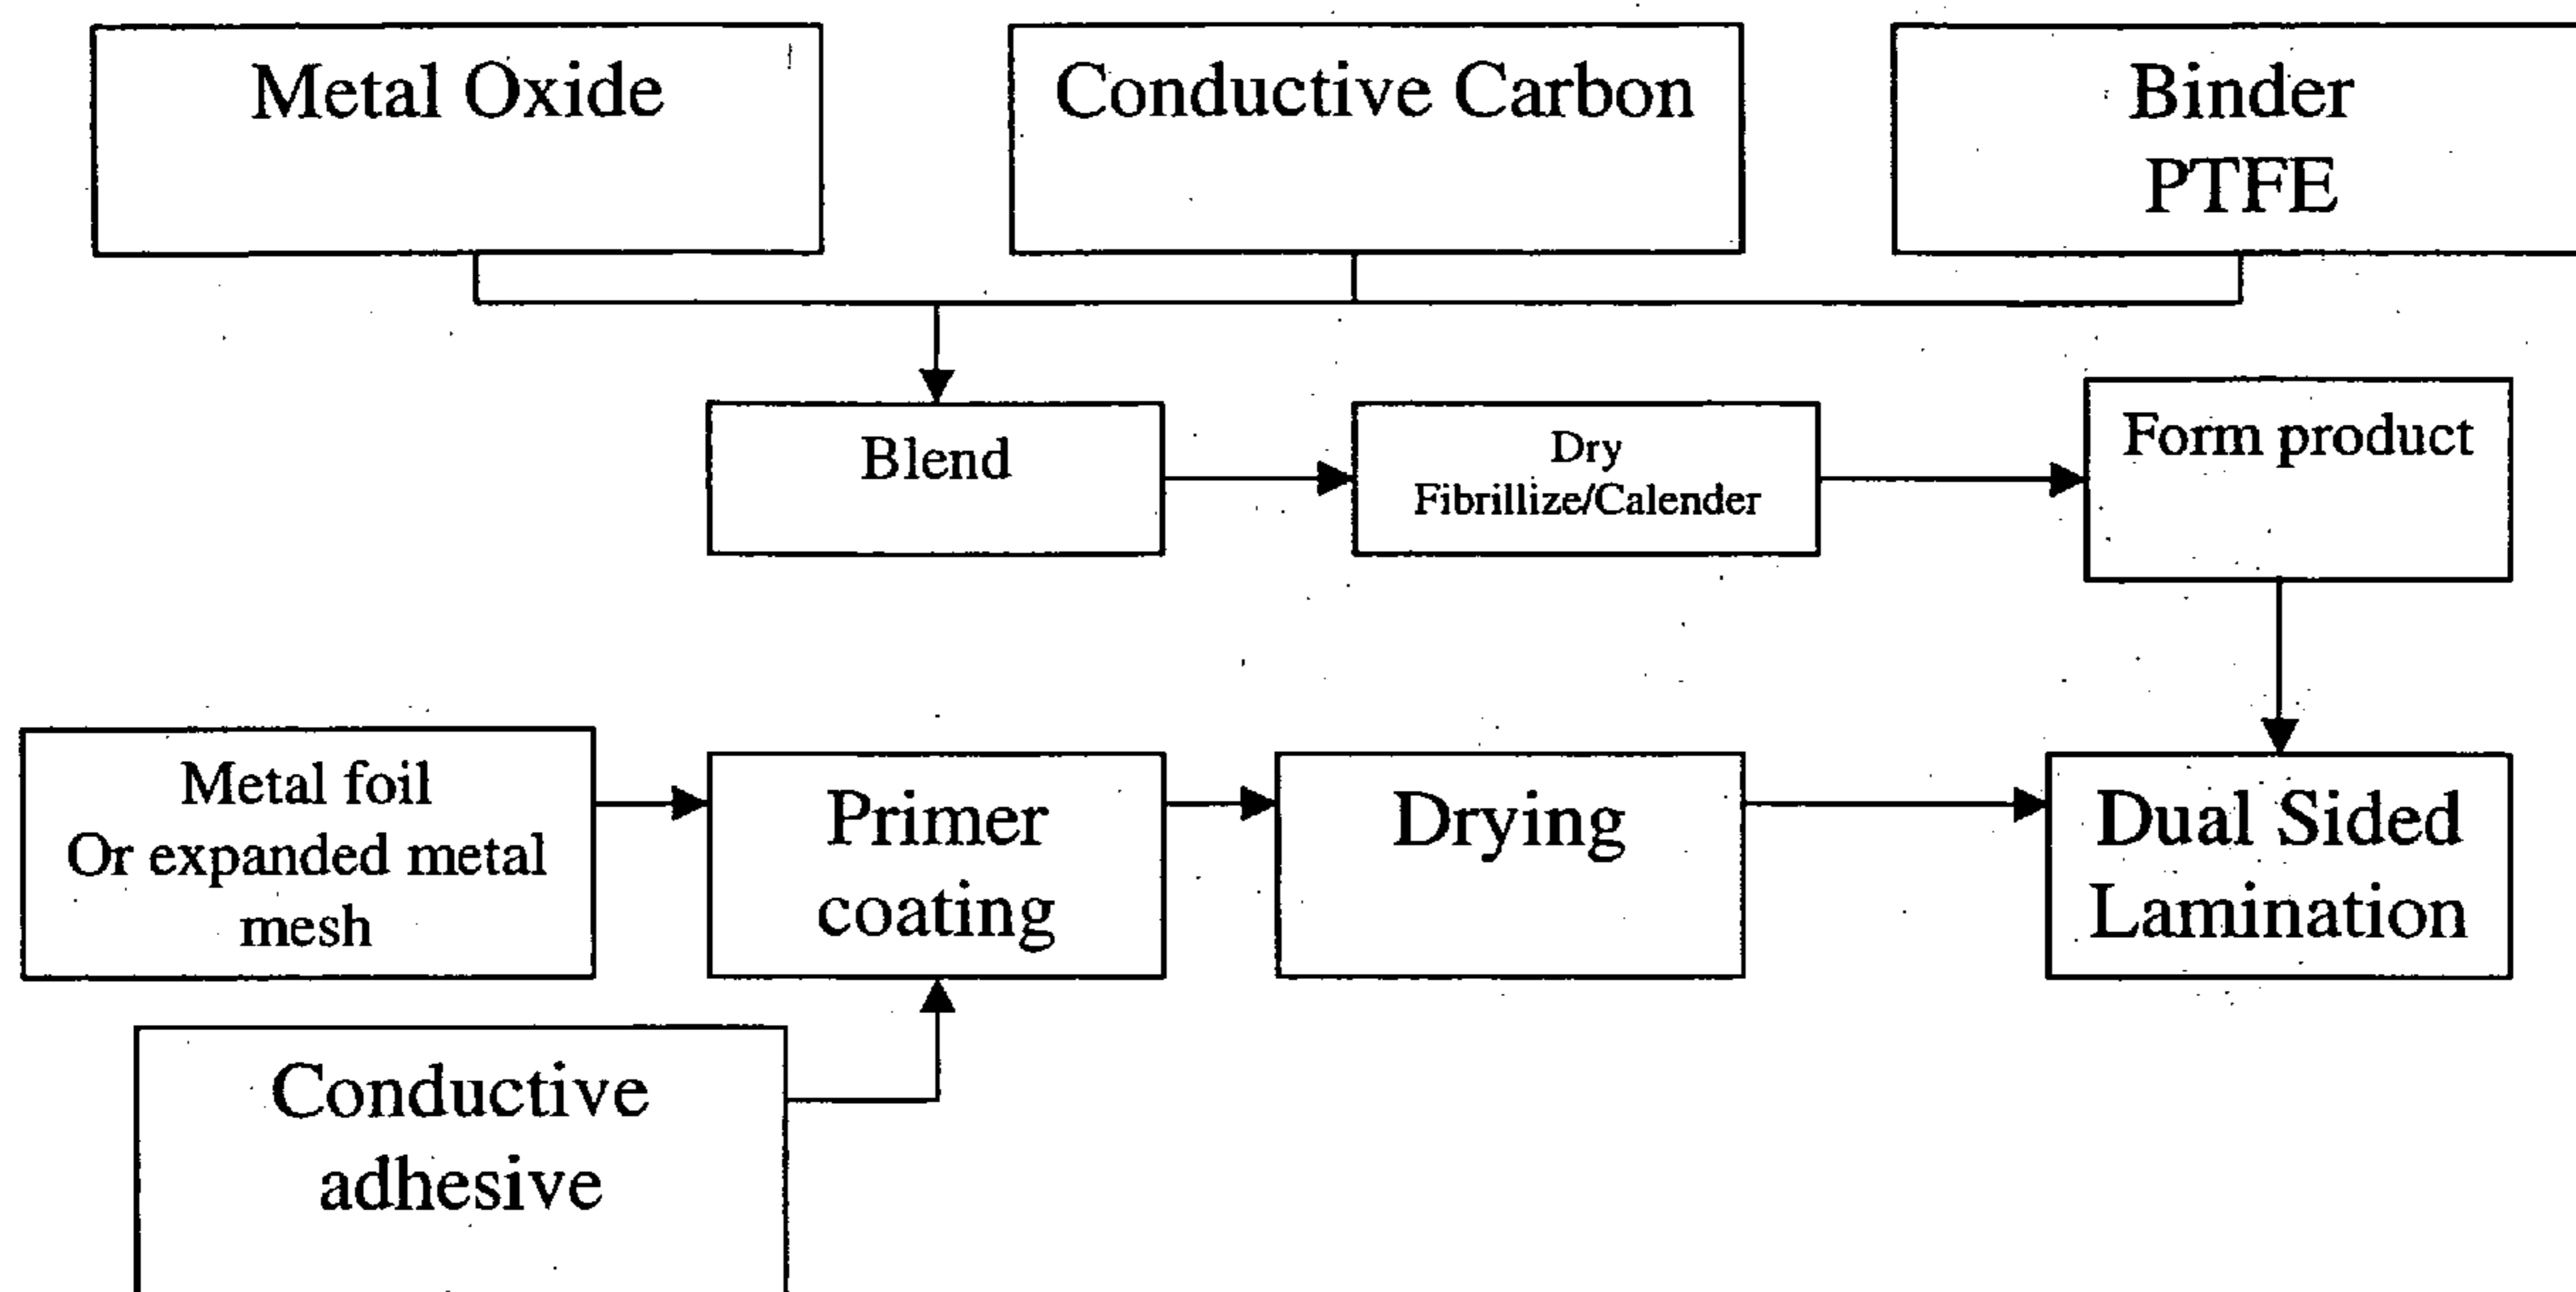 Metal Oxide
Conductive Carbon
Binder
PTFE
Blend
Dry
Fibrillize/Calender
Form product
Metal foil
Or expanded metal
mesh
Primer
coating
Drying
Dual Sided
Lamination
Conductive
adhesive